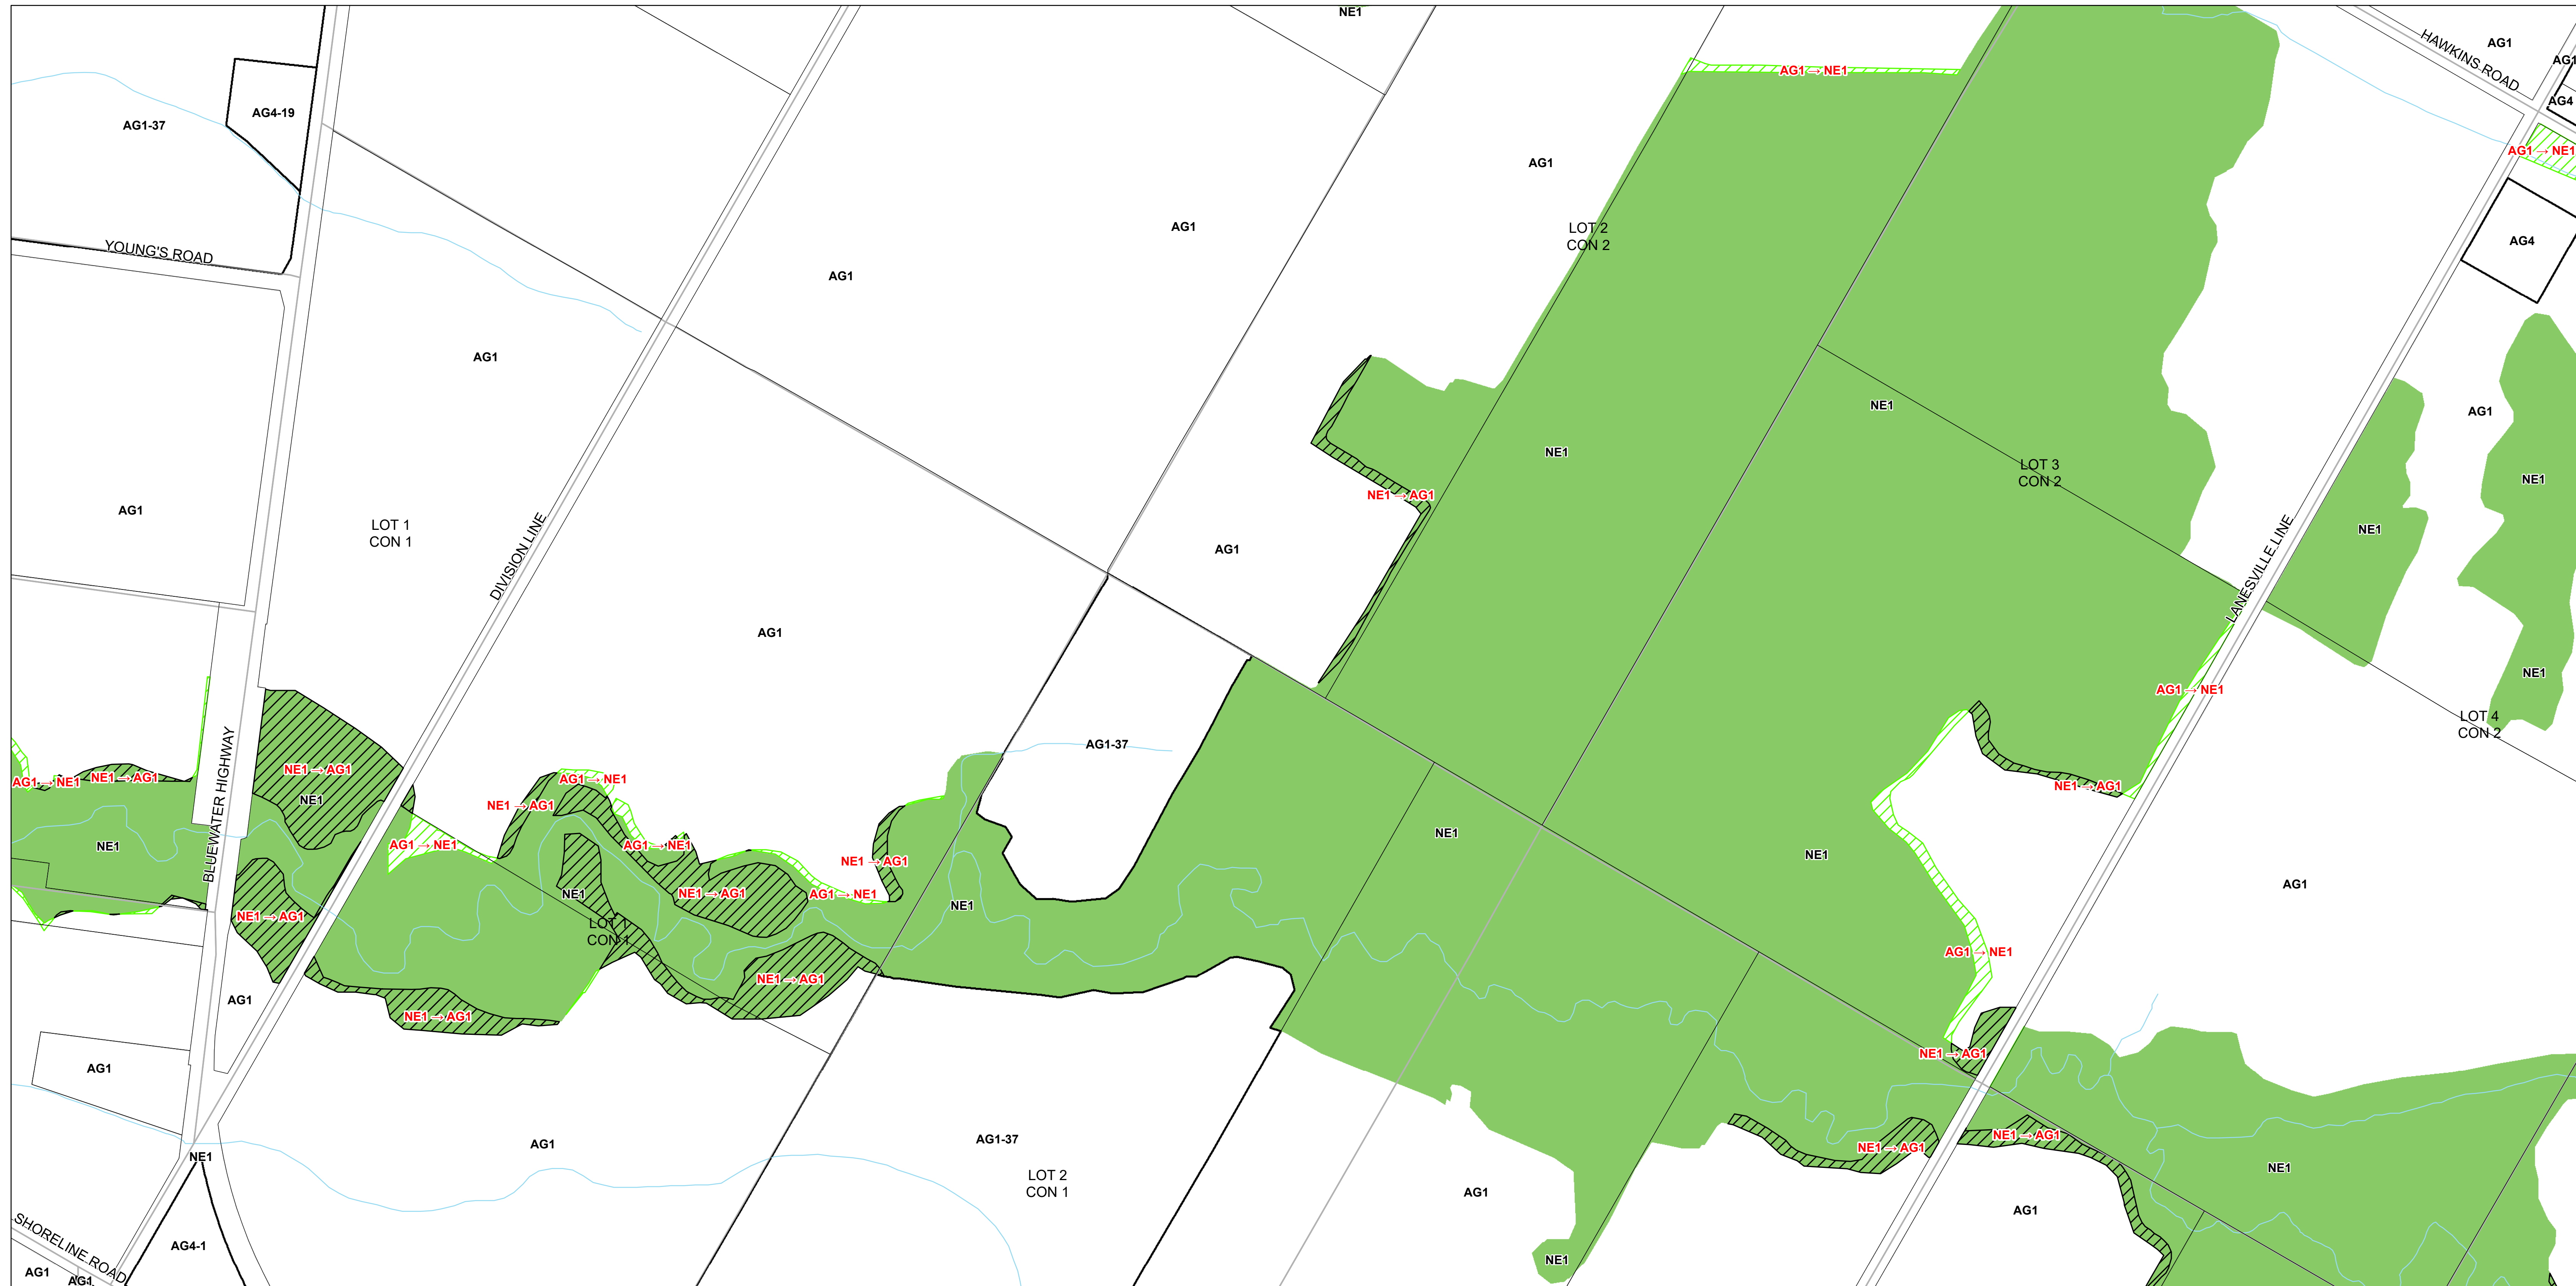 NE1
HAWKINS ROAD
AG1
AG1
AG4
AG1 → NE1
AG4-19
AG1-37
AG1 → NE1
AG1
LOT 2
CON 2
AG4
AG1
YOUNG'S ROAD
AG1
AG1
NE1
AG1
NE1
NE1
LOT 3
CON 2
NE1
NE1 → AG1
AG1
LOT 1
CON 1
DIVISION LINE
AG1
LANESVILLE LINE
AG1
NE1
AG1 → NE1
LOT 4
CON 2
AG1-37
BLUEWATER HIGHWAY
NE1 → AG1
NE1
AG1 → NE1
NE1 → AG1
AG1 → NE1
NE1 → AG1
NE1 → AG1
NE1
NE1
AG1 → NE1
AG1 → NE1
NE1
NE1 → AG1
AG1
NE1
NE1 → AG1
AG1 → NE1
NE1
NE1 → AG1
LOT 1
CON 1
AG1 → NE1
NE1 → AG1
AG1
NE1 → AG1
NE1 → AG1
AG1
NE1 → AG1
NE1 → AG1
AG1
AG1-37
NE1
NE1
LOT 2
CON 1
AG1
AG1
SHORELINE ROAD
AG4-1
NE1
AG1
AG1